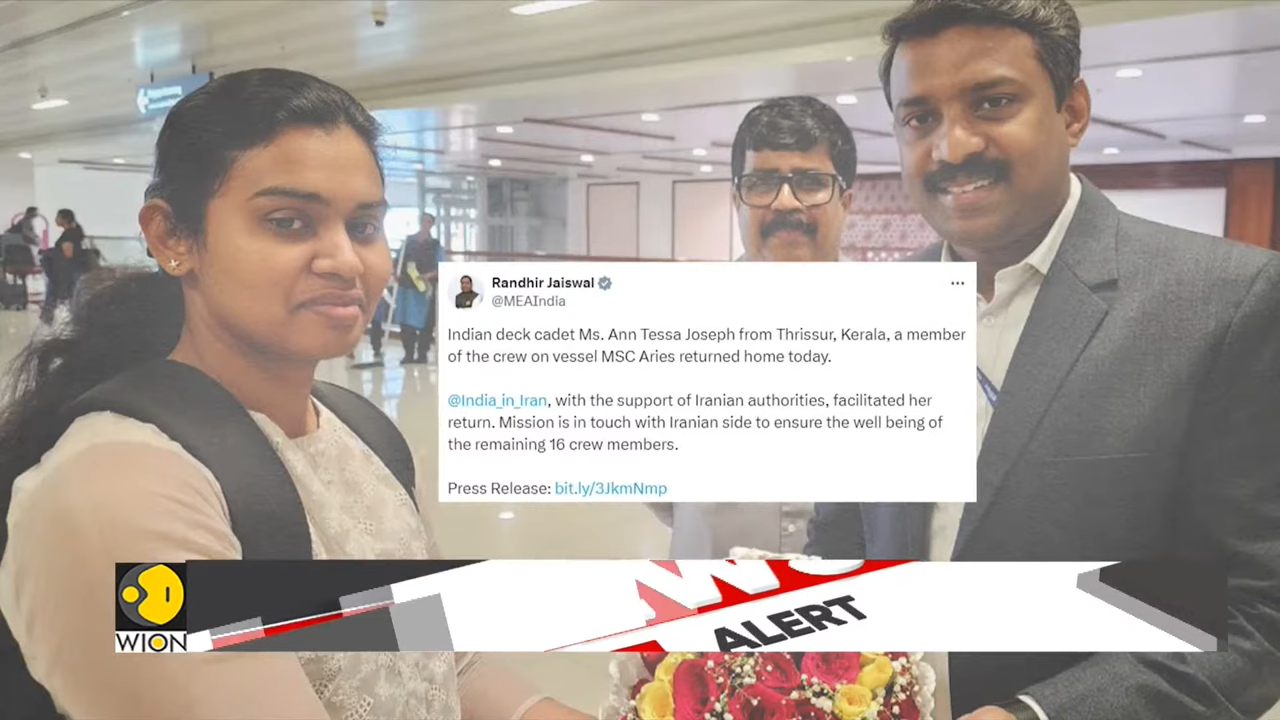 Randhir Jaiswal
@MEAIndia
Indian deck cadet Ms. Ann Tessa Joseph from Thrissur, Kerala, a member
of the crew on vessel MSC Aries returned home today.
@India_in_Iran, with the support of Iranian authorities, facilitated her
return. Mission is in touch with Iranian side to ensure the well being of
the remaining 16 crew members.
Press Release: bit.ly/3JkmNmp
ALERT
WION